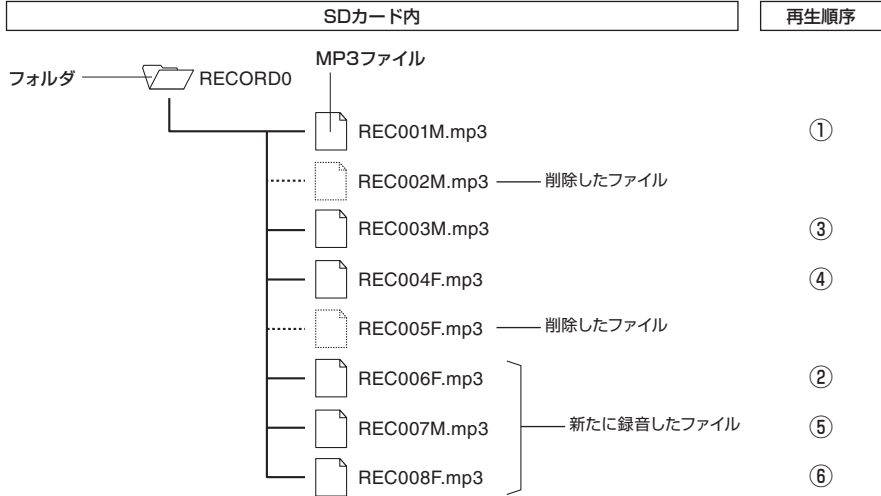 SDカード内 再生順序
MP3ファイル
フォルダ RECORD0
REC001M.mp3 ①
REC002M.mp3 削除したファイル
REC003M.mp3 ③
REC004F.mp3 ④
REC005F.mp3 削除したファイル
REC006F.mp3 ②
REC007M.mp3 新たに録音したファイル ⑤
REC008F.mp3 ⑥